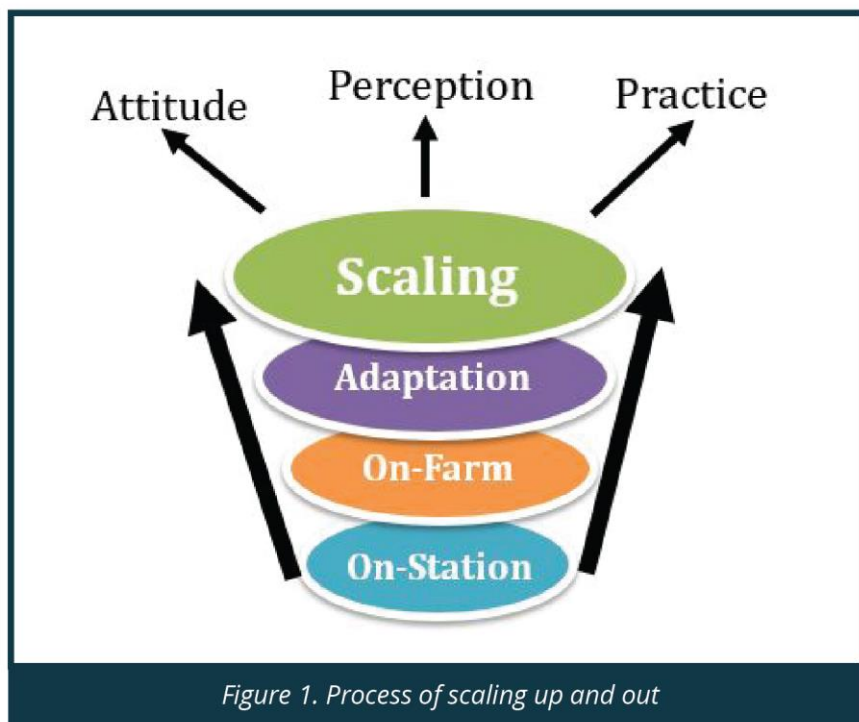 Attitude
Perception
Practice
Scaling
Adaptation
On-Farm
On-Station
Figure 1. Process of scaling up and out